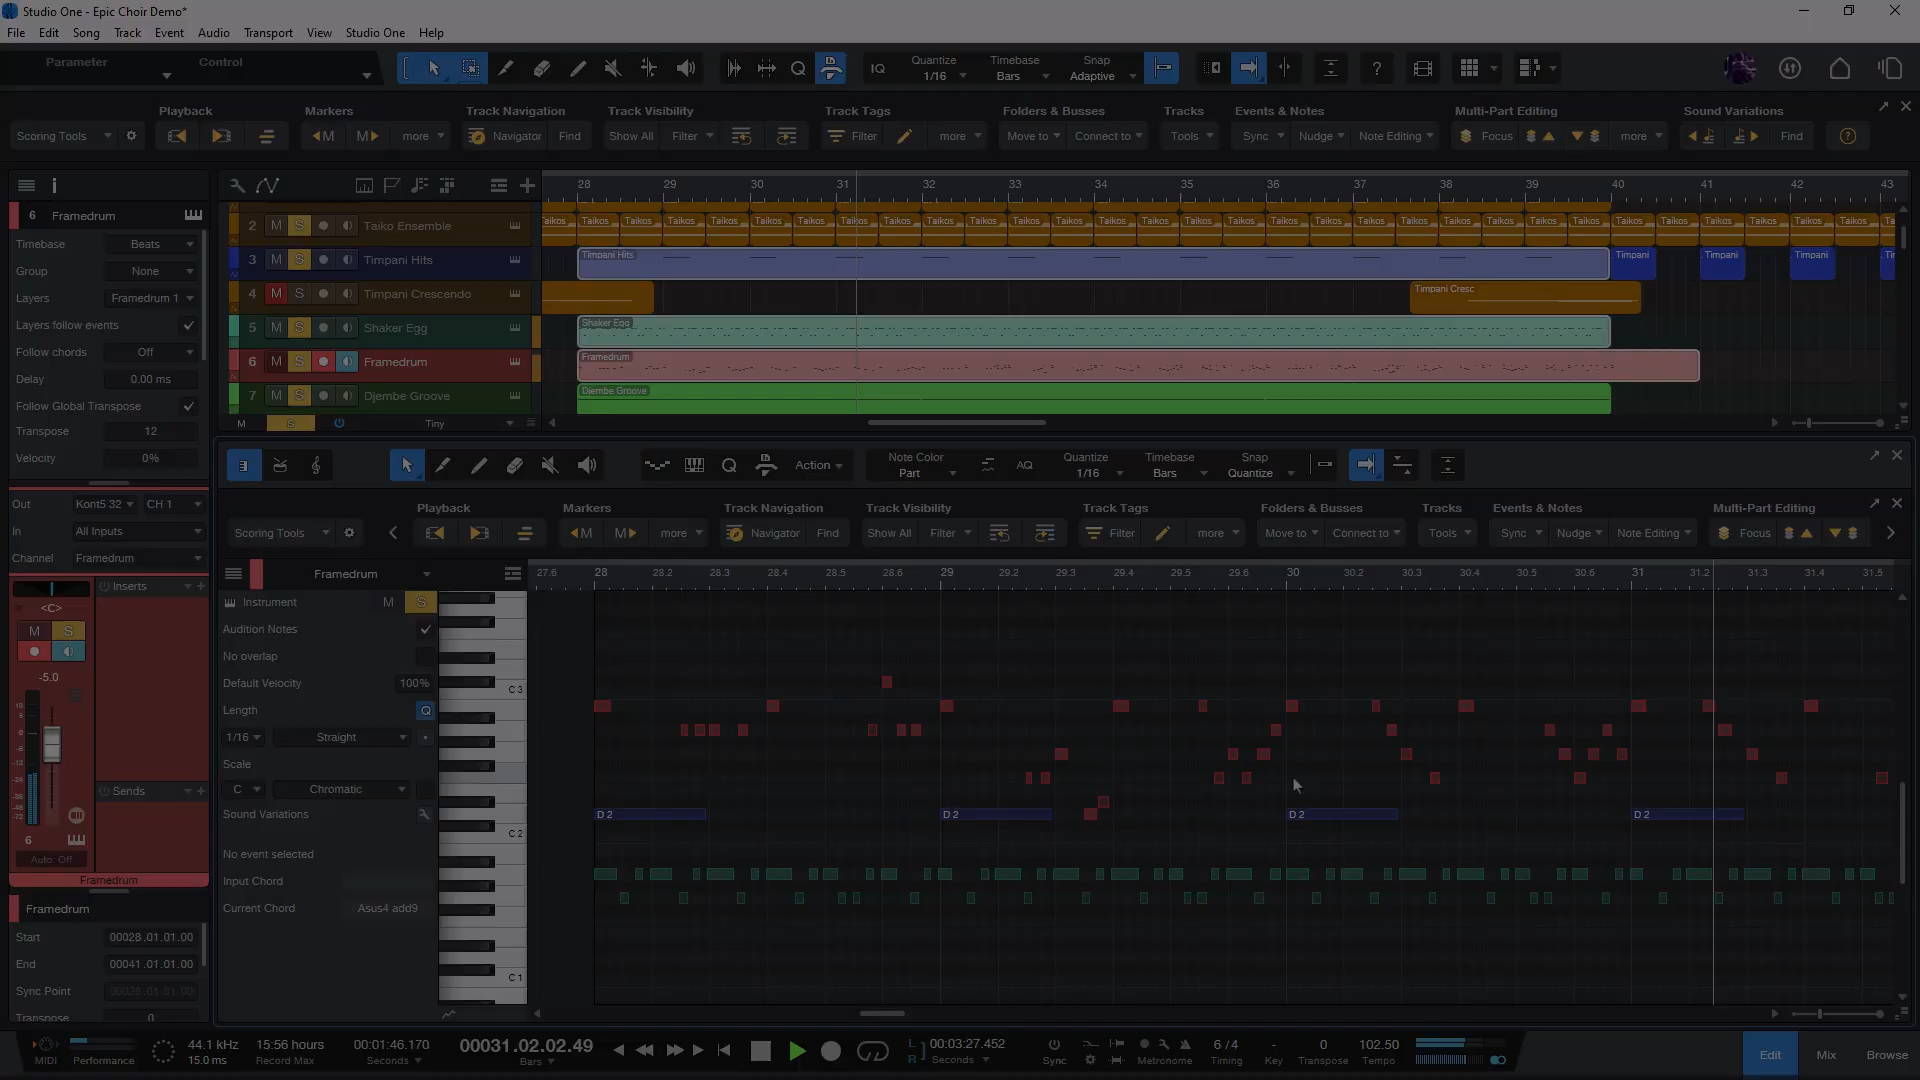 Studio One - Epic Choir Demo*
File Edit Song Track Event Audio Transport View Studio One Help
Parameter Control
IQ Quantize 1/16 Timebase Bars Snap Adaptive ?
Playback Markers Track Navigation Track Visibility Track Tags Folders & Busses Tracks Events & Notes Multi-Part Editing Sound Variations
Scoring Tools M M more Navigator Find Show All Filter Filter more Move to Connect to Tools Sync Nudge Note Editing Focus more Find ?
28 29 30 31 32 33 34 35 36 37 38 39 40 41 42 43
6 Framedrum
Timebase Beats
Group None
Layers Framedrum 1
Layers follow events
Follow chords Off
Delay 0.00 ms
Follow Global Transpose
Transpose 12
Velocity 0%
2 M S Taiko Ensemble
Taikos Taikos Taikos Taikos Taikos Taikos Taikos Taikos Taikos Taikos Taikos Taikos Taikos Taikos Taikos Taikos Taikos Taikos Taikos Taikos Taikos Taikos Taikos Taikos Taikos Taikos Taikos Taikos Taikos Taikos
3 M S Timpani Hits
Timpani Hits Timpani Timpani Timpani
4 M S Timpani Crescendo
Timpani Cresc
5 M S Shaker Egg
Shaker Egg
6 M S Framedrum
Framedrum
7 M S Djembe Groove
Djembe Groove
M S Tiny
Action Note Color Part AQ Quantize 1/16 Timebase Bars Snap Quantize
Out Kont5 32 CH 1
In All Inputs
Channel Framedrum
Inserts
<C>
M S
-5.0
Sends
6
Auto: Off
Framedrum
Playback Markers Track Navigation Track Visibility Track Tags Folders & Busses Tracks Events & Notes Multi-Part Editing
Scoring Tools M M more Navigator Find Show All Filter Filter more Move to Connect to Tools Sync Nudge Note Editing Focus
Framedrum
27.6 28 28.2 28.3 28.4 28.5 28.6 29 29.2 29.3 29.4 29.5 29.6 30 30.2 30.3 30.4 30.5 30.6 31 31.2 31.3 31.4 31.5
Instrument M S
Audition Notes
No overlap
Default Velocity 100%
Length Q
1/16 Straight
Scale
C Chromatic
Sound Variations
No event selected
Input Chord
Current Chord Asus4 add9
C 3
C 2
C 1
D 2 D 2 D 2 D 2
Framedrum
Start 00028.01.01.00
End 00041.01.01.00
Sync Point 00028.01.01.00
Transpose 0
MIDI Performance
44.1 kHz
15.0 ms
15:56 hours
Record Max
00:01:46.170
Seconds
00031.02.02.49
Bars
L
R
00:03:27.452
Seconds
Sync Metronome
6 / 4
Timing
-
Key
0
Transpose
102.50
Tempo
Edit Mix Browse